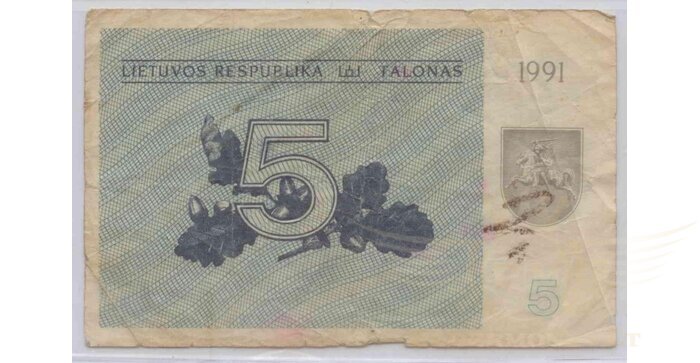 LIETUVOS RESPUBLIKA TALONAS
1991
5
5